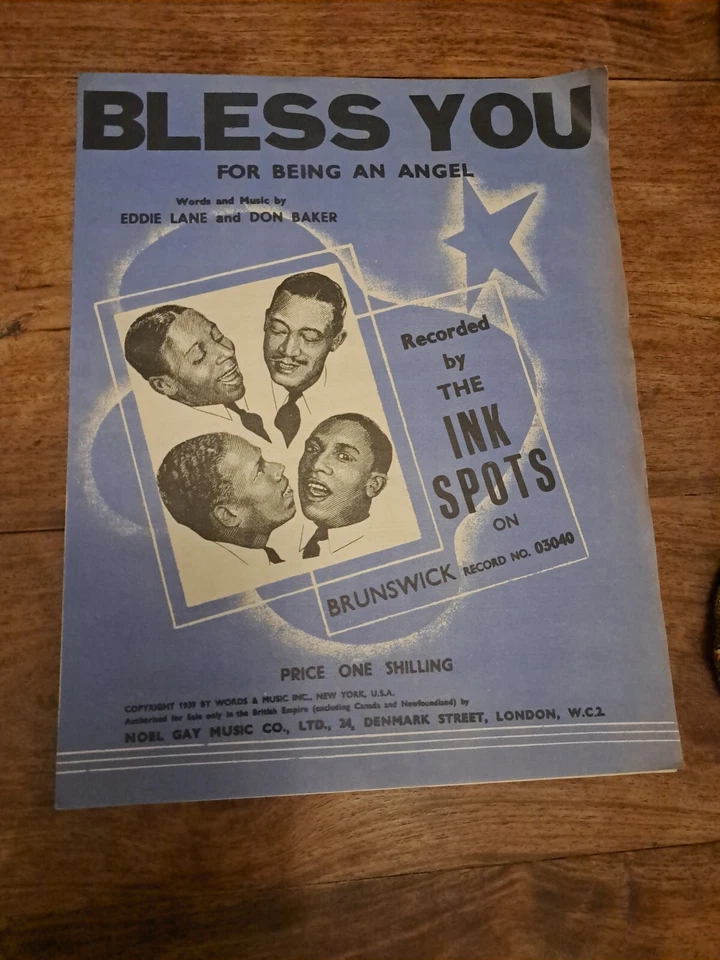 BLESS YOU
FOR BEING AN ANGEL
Words and Music by
EDDIE LANE and DON BAKER
Recorded
by
THE
INK
SPOTS
ON
BRUNSWICK RECORD NO. 03040
PRICE ONE SHILLING
COPYRIGHT 1939 BY WORDS & MUSIC INC., NEW YORK, U.S.A.
Authorised for Sale only in the British Empire (excluding Canada and Newfoundland) by
NOEL GAY MUSIC CO., LTD., 24, DENMARK STREET, LONDON, W.C.2